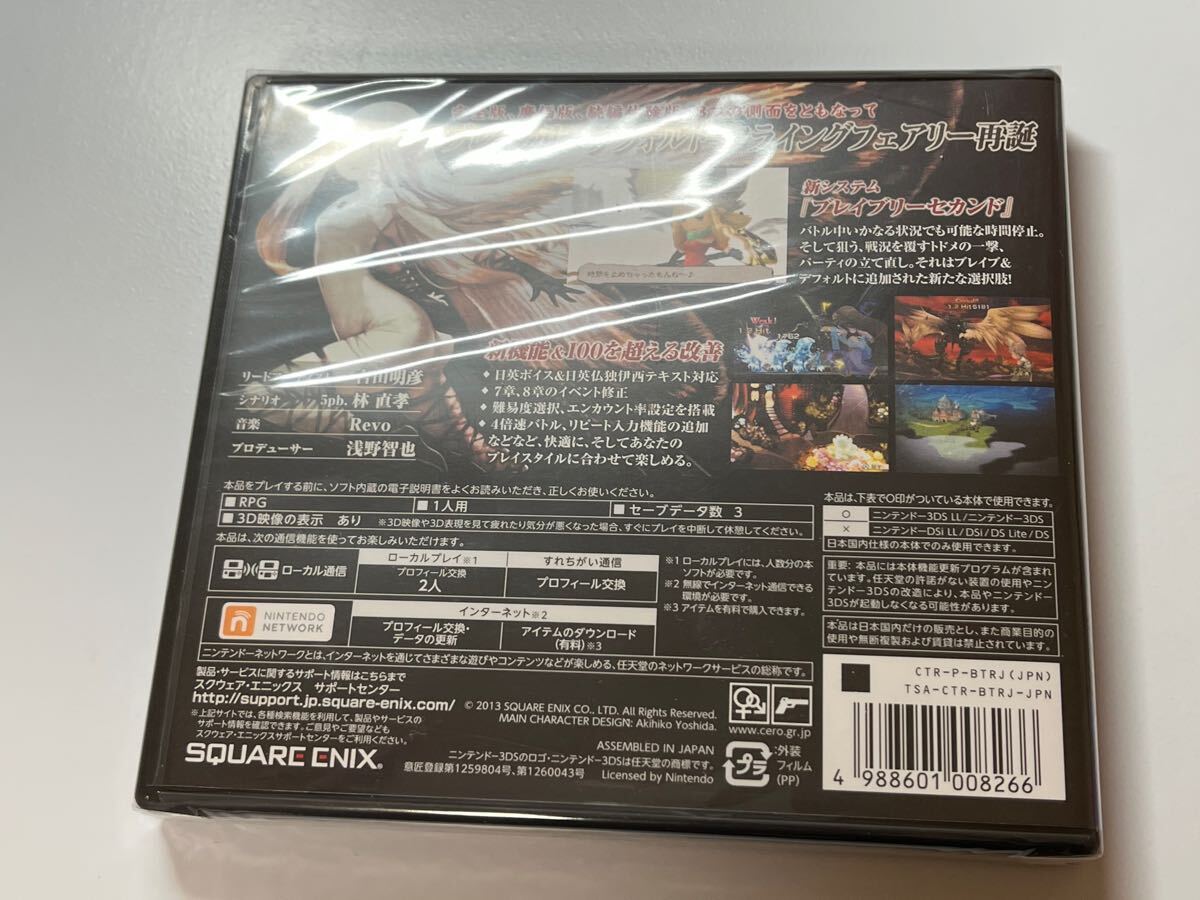 側面をともなって
ライングフェアリー再誕
新システム
『ブレイブリーセカンド』
バトル中いかなる状況でも可能な時間停止。
そして狙う、戦況を覆すトドメの一撃、
パーティの立て直し。それはブレイブ&
デフォルトに追加された新たな選択肢!
時間を止めちゃったもんね〜♪
新機能&100を超える改善
・日英ボイス&日英仏独伊西テキスト対応
・7章、8章のイベント修正
・難易度選択、エンカウント率設定を搭載
・4倍速バトル、リピート入力機能の追加
などなど、快適に、そしてあなたの
プレイスタイルに合わせて楽しめる。
田明彦
シナリオ 5pb. 林 直孝
音楽 Revo
プロデューサー 浅野智也
1.2 Hit 1762
1.2 Hit 5181
本品をプレイする前に、ソフト内蔵の電子説明書をよくお読みいただき、正しくお使いください。
■RPG ■1人用 ■セーブデータ数 3
■3D映像の表示 あり ※3D映像や3D表現を見て疲れたり気分が悪くなった場合、すぐにプレイを中断して休憩してください。
本品は、次の通信機能を使ってお楽しみいただけます。
ローカル通信
ローカルプレイ※1 すれちがい通信
プロフィール交換 2人 プロフィール交換
※1 ローカルプレイには、人数分の本
ソフトが必要です。
※2 無線でインターネット通信できる
環境が必要です。
※3 アイテムを有料で購入できます。
NINTENDO
NETWORK
インターネット※2
プロフィール交換・
データの更新
アイテムのダウンロード
(有料)※3
ニンテンドーネットワークとは、インターネットを通じてさまざまな遊びやコンテンツなどが楽しめる、任天堂のネットワークサービスの総称です。
本品は、下表で○印がついている本体で使用できます。
○ ニンテンドー3DS LL/ニンテンドー3DS
× ニンテンドーDSi LL/DSi/DS Lite/DS
日本国内仕様の本体でのみ使用できます。
重要: 本品には本体機能更新プログラムが含まれ
ています。任天堂の許諾がない装置の使用やニン
テンドー3DSの改造により、本品やニンテンドー
3DSが起動しなくなる可能性があります。
本品は日本国内だけの販売とし、また商業目的の
使用や無断複製および賃貸は禁止します。
製品・サービスに関するサポート情報はこちらまで
スクウェア・エニックス サポートセンター
http://support.jp.square-enix.com/
※上記サイトでは、各種検索機能を利用して、製品やサービスの
サポート情報を確認できます。ご意見やご要望なども
スクウェア・エニックスサポートセンターをご利用ください。
SQUARE ENIX®
© 2013 SQUARE ENIX CO., LTD. All Rights Reserved.
MAIN CHARACTER DESIGN: Akihiko Yoshida.
ASSEMBLED IN JAPAN
ニンテンドー3DSのロゴ・ニンテンドー3DSは任天堂の商標です。
意匠登録第1259804号、第1260043号 Licensed by Nintendo
www.cero.gr.jp
プラ
:外装
フィルム
(PP)
CTR-P-BTRJ(JPN)
TSA-CTR-BTRJ-JPN
4 988601 008266